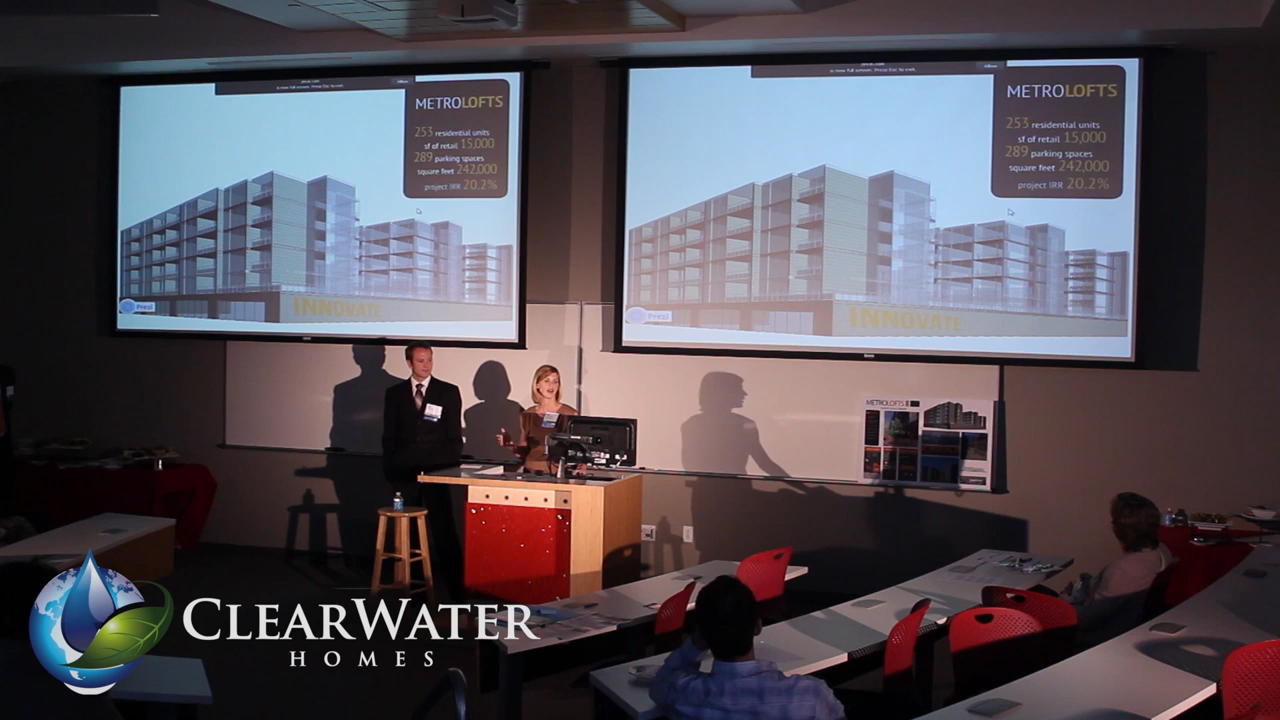 METROLOFTS
253 residential units
sf of retail 15,000
289 parking spaces
square feet 242,000
project IRR 20.2%
INNOVATE
Prezi
METROLOFTS
253 residential units
sf of retail 15,000
289 parking spaces
square feet 242,000
project IRR 20.2%
INNOVATE
Prezi
METROLOFTS
CLEARWATER
HOMES